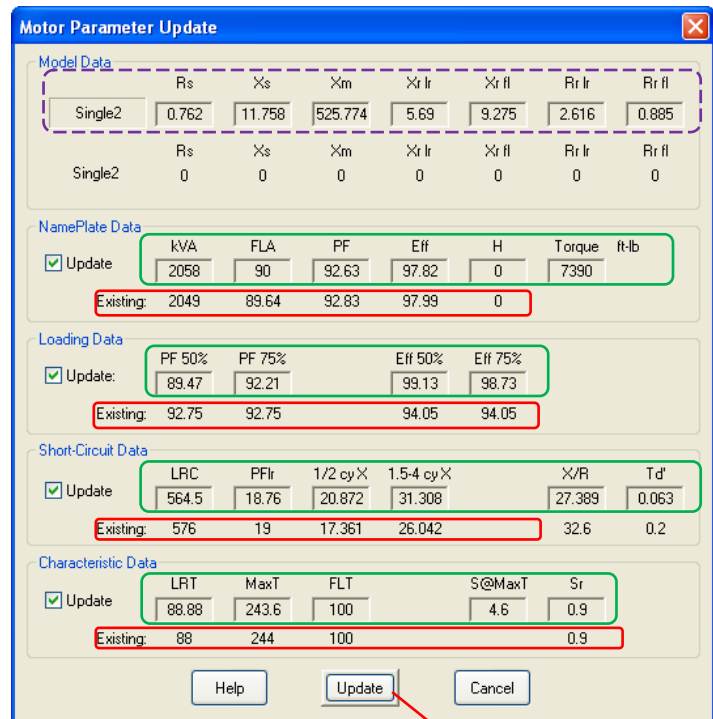 Motor Parameter Update
Model Data
Rs Xs Xm Xr lr Xr fl Rr lr Rr fl
Single2 0.762 11.758 525.774 5.69 9.275 2.616 0.885
Rs Xs Xm Xr lr Xr fl Rr lr Rr fl
Single2 0 0 0 0 0 0 0
NamePlate Data
kVA FLA PF Eff H Torque ft-lb
Update 2058 90 92.63 97.82 0 7390
Existing: 2049 89.64 92.83 97.99 0
Loading Data
PF 50% PF 75% Eff 50% Eff 75%
Update: 89.47 92.21 99.13 98.73
Existing: 92.75 92.75 94.05 94.05
Short-Circuit Data
LRC PFlr 1/2 cy X 1.5-4 cy X X/R Td'
Update 564.5 18.76 20.872 31.308 27.389 0.063
Existing: 576 19 17.361 26.042 32.6 0.2
Characteristic Data
LRT MaxT FLT S@MaxT Sr
Update 88.88 243.6 100 4.6 0.9
Existing: 88 244 100 0.9
Help Update Cancel